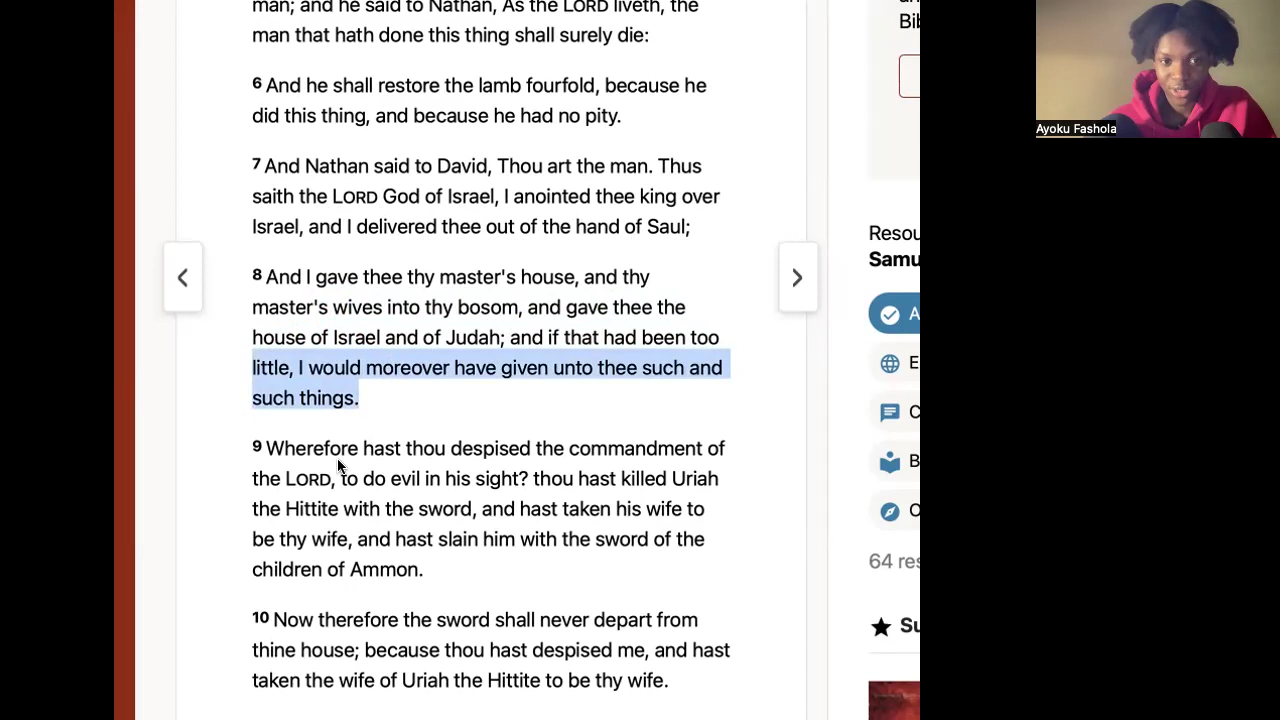 man; and he said to Nathan, As the LORD liveth, the
man that hath done this thing shall surely die:
6 And he shall restore the lamb fourfold, because he
did this thing, and because he had no pity.
7 And Nathan said to David, Thou art the man. Thus
saith the LORD God of Israel, I anointed thee king over
Israel, and I delivered thee out of the hand of Saul;
8 And I gave thee thy master's house, and thy
master's wives into thy bosom, and gave thee the
house of Israel and of Judah; and if that had been too
little, I would moreover have given unto thee such and
such things.
9 Wherefore hast thou despised the commandment of
the LORD, to do evil in his sight? thou hast killed Uriah
the Hittite with the sword, and hast taken his wife to
be thy wife, and hast slain him with the sword of the
children of Ammon.
10 Now therefore the sword shall never depart from
thine house; because thou hast despised me, and hast
taken the wife of Uriah the Hittite to be thy wife.
Bib
Resou
Samu
A
E
C
B
O
64 res
Su
Ayoku Fashola